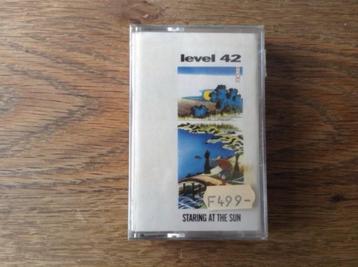 level 42
F499-
STARING AT THE SUN